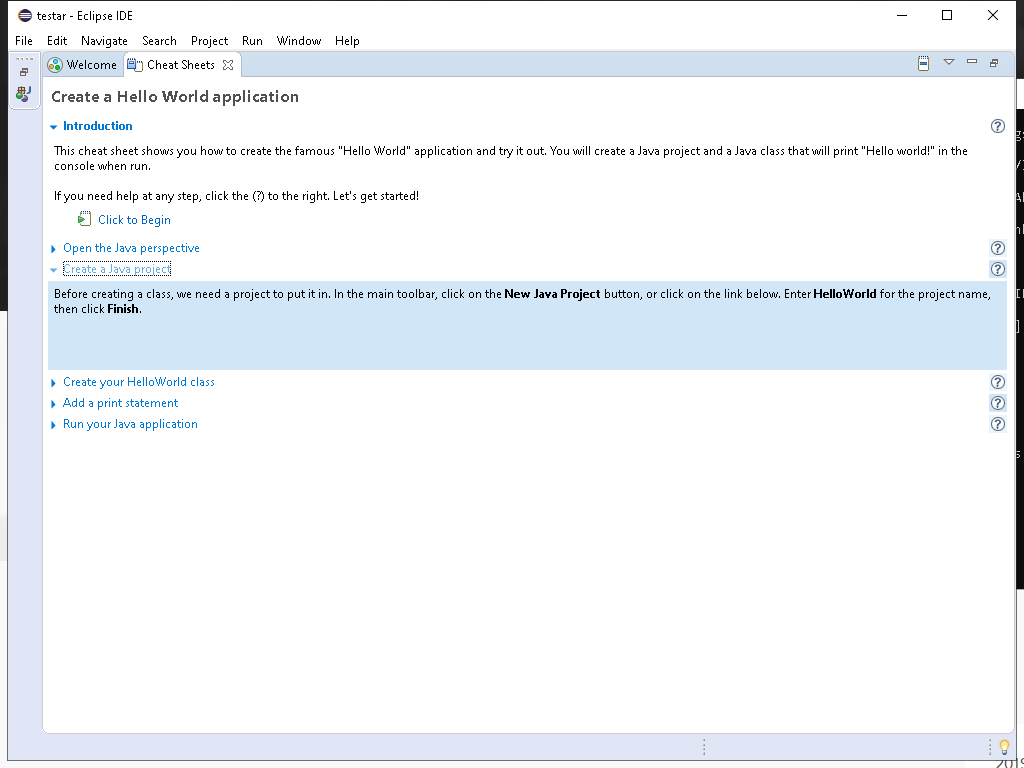 testar - Eclipse IDE
File Edit Navigate Search Project Run Window Help
Welcome Cheat Sheets
Create a Hello World application
Introduction
This cheat sheet shows you how to create the famous "Hello World" application and try it out. You will create a Java project and a Java class that will print "Hello world!" in the
console when run.
If you need help at any step, click the (?) to the right. Let's get started!
Click to Begin
Open the Java perspective
Create a Java project
Before creating a class, we need a project to put it in. In the main toolbar, click on the New Java Project button, or click on the link below. Enter HelloWorld for the project name,
then click Finish.
Create your HelloWorld class
Add a print statement
Run your Java application